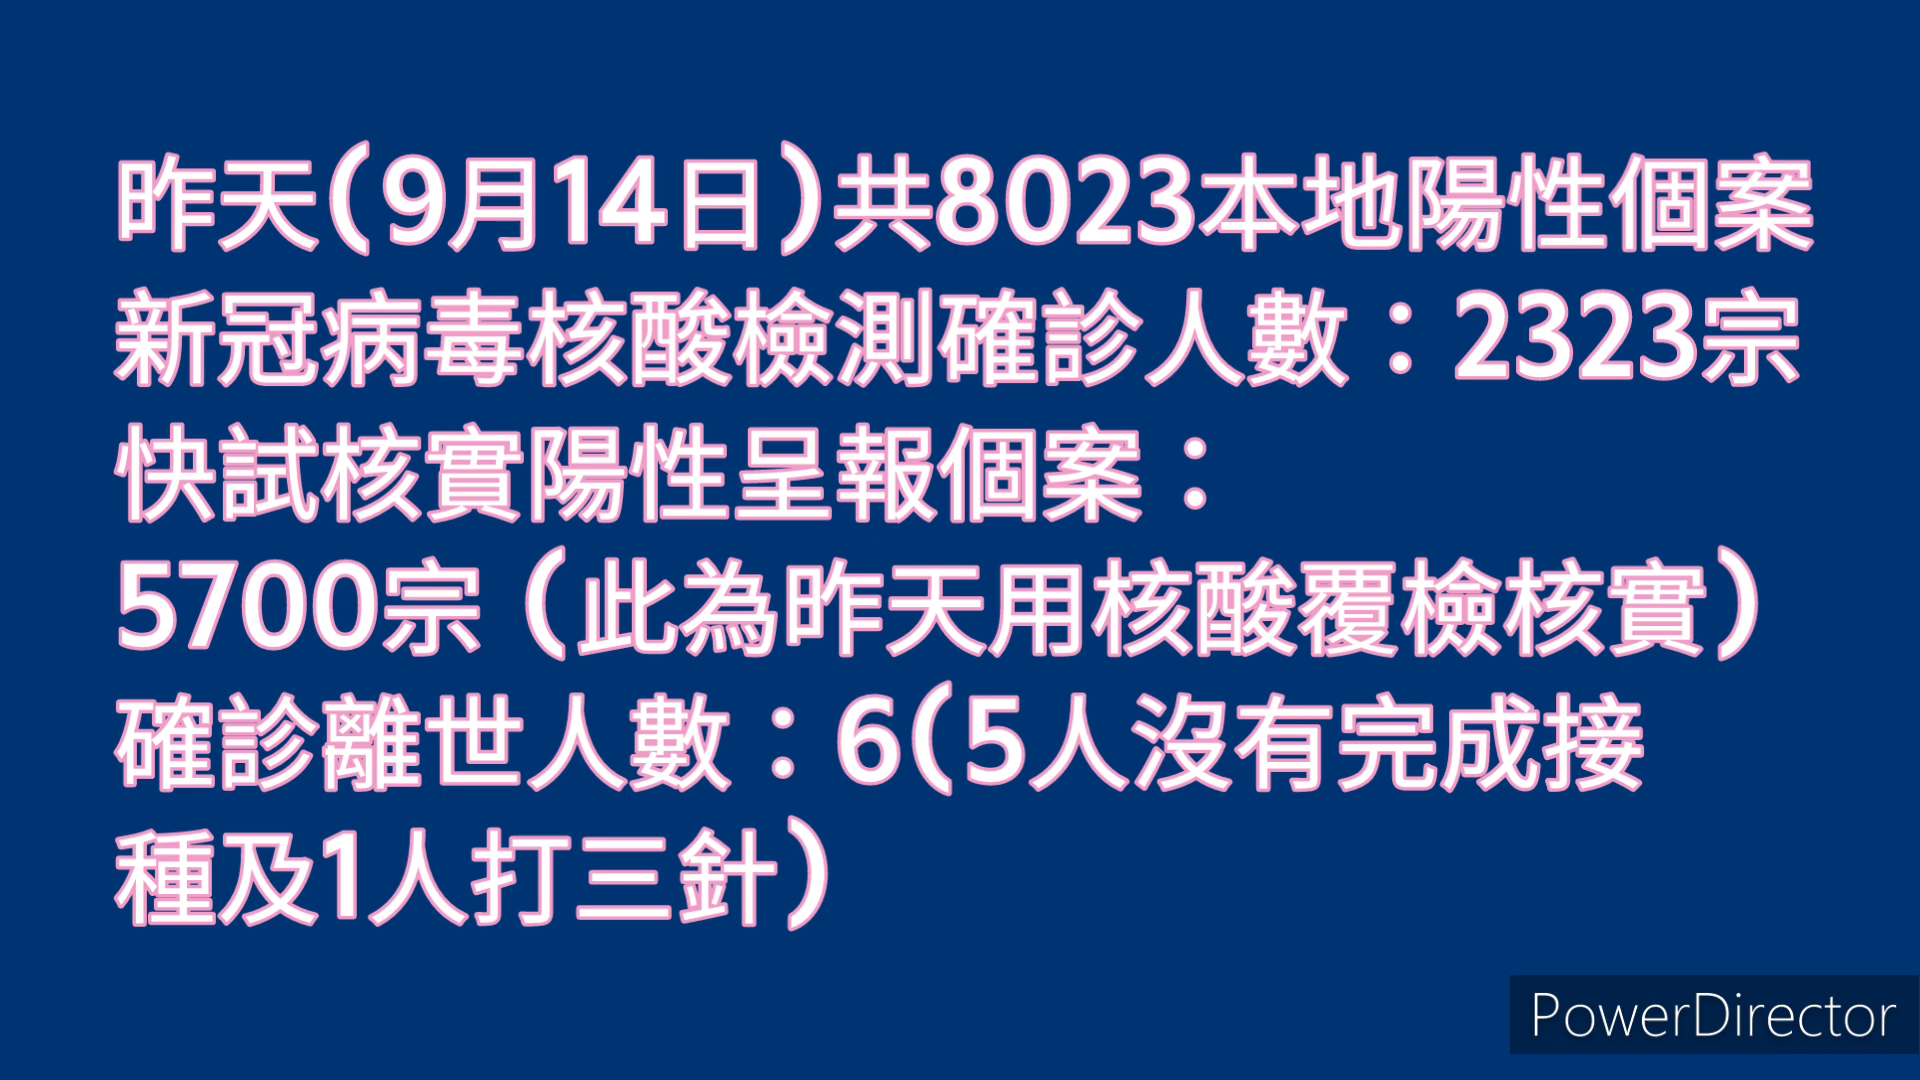 昨天(9月14日)共8023本地陽性個案
新冠病毒核酸檢測確診人數：2323宗
快試核實陽性呈報個案：
5700宗（此為昨天用核酸覆檢核實）
確診離世人數：6(5人沒有完成接
種及1人打三針)
PowerDirector